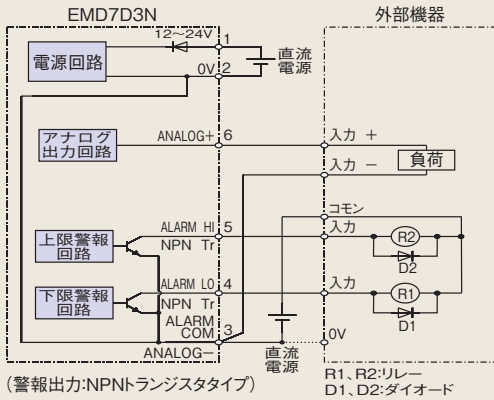 EMD7D3N
外部機器
12～24V
1
電源回路
直流
電源
0V 2
アナログ
出力回路
ANALOG+ 6
入力 ＋
負荷
入力 －
コモン
ALARM HI 5
入力
上限警報
回路
NPN Tr
R2
D2
ALARM LO 4
入力
下限警報
回路
NPN Tr
R1
D1
ALARM
COM 3
0V
ANALOG－
直流
電源
(警報出力:NPNトランジスタタイプ)
R1、R2:リレー
D1、D2:ダイオード